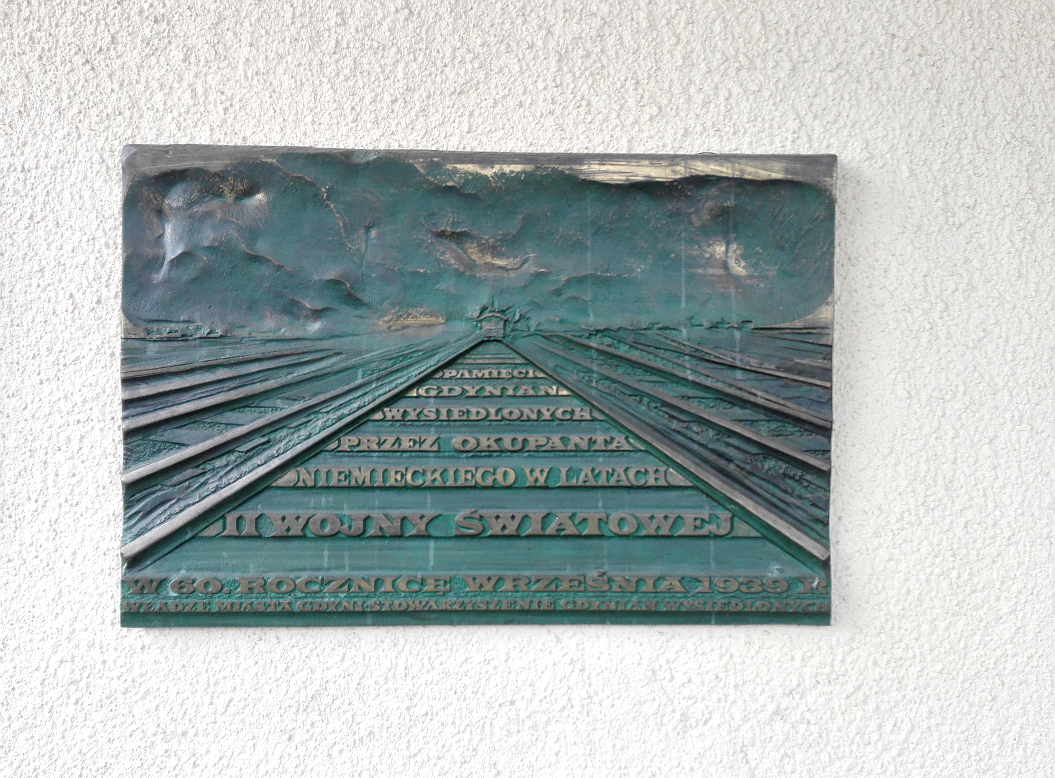 PAMIĘCI
GDYNIAN
WYSIEDLONYCH
PRZEZ OKUPANTA
NIEMIECKIEGO W LATACH
II WOJNY ŚWIATOWEJ
W 60. ROCZNICĘ WRZEŚNIA 1939 R
WŁADZE MIASTA GDYNI STOWARZYSZENIE GDYNIAN WYSIEDLONYCH